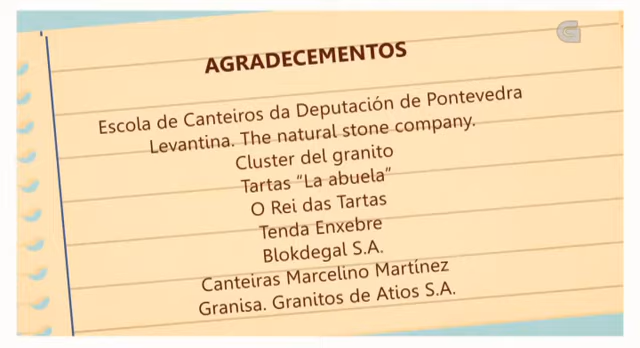 AGRADECEMENTOS
Escola de Canteiros da Deputación de Pontevedra
Levantina. The natural stone company.
Cluster del granito
Tartas "La abuela"
O Rei das Tartas
Tenda Enxebre
Blokdegal S.A.
Canteiras Marcelino Martínez
Granisa. Granitos de Atios S.A.